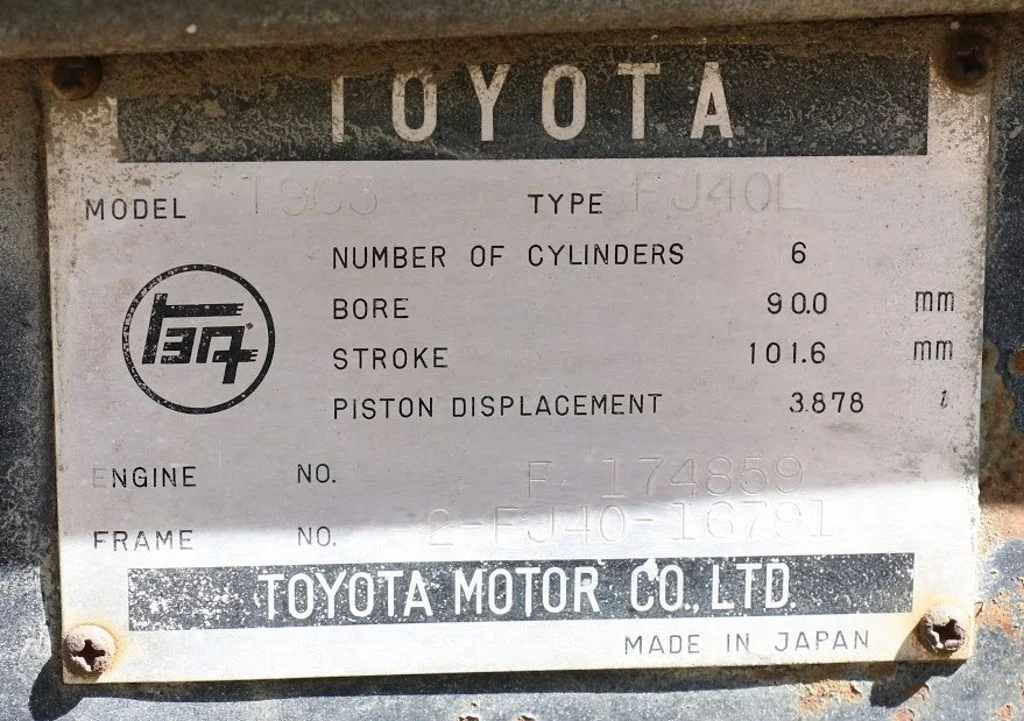 TOYOTA
MODEL 1963 TYPE FJ40L
NUMBER OF CYLINDERS 6
BORE 90.0 mm
STROKE 101.6 mm
PISTON DISPLACEMENT 3.878 l
ENGINE NO. F 174859
FRAME NO. 2-FJ40-16791
TOYOTA MOTOR CO., LTD.
MADE IN JAPAN